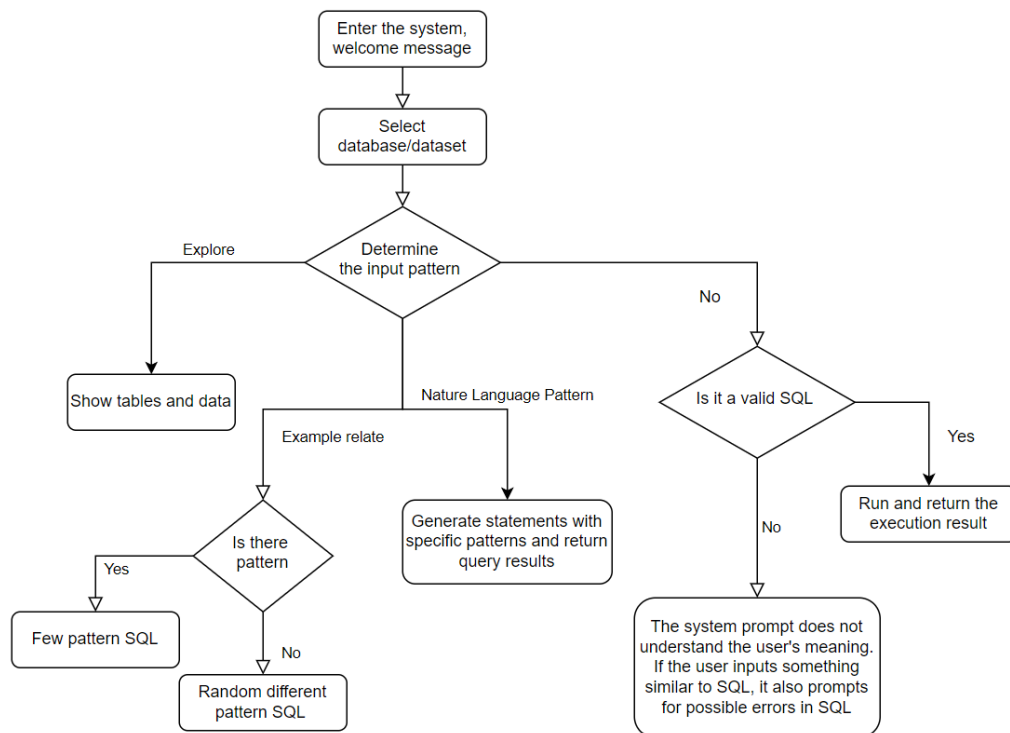 Enter the system,
welcome message
Select
database/dataset
Determine
the input pattern
Explore
No
Show tables and data
Nature Language Pattern
Is it a valid SQL
Example relate
Yes
Generate statements with
specific patterns and return
query results
Run and return the
execution result
Is there
pattern
No
Yes
Few pattern SQL
No
Random different
pattern SQL
The system prompt does not
understand the user's meaning.
If the user inputs something
similar to SQL, it also prompts
for possible errors in SQL